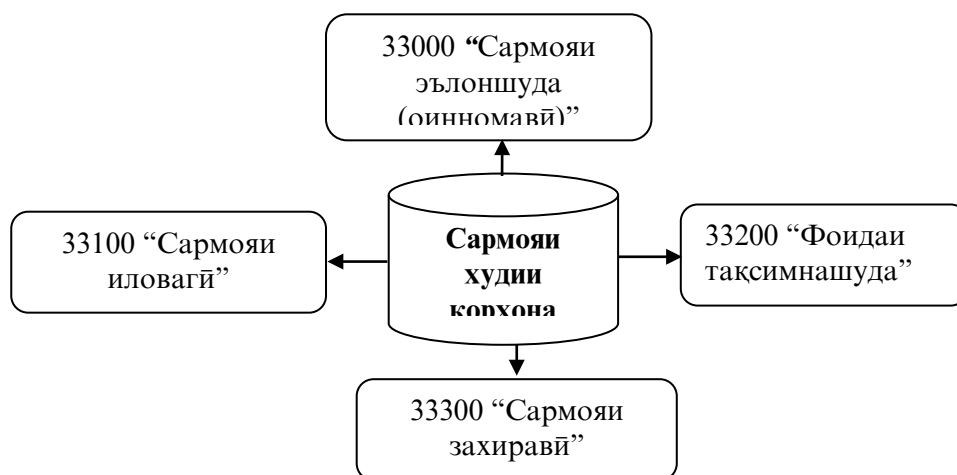 33000 “Сармояи
эълоншуда
(оинномавӣ)”
33100 “Сармояи
иловагӣ”
Сармояи
худии
корхона
33200 “Фоидаи
тақсимнашуда”
33300 “Сармояи
захиравӣ”